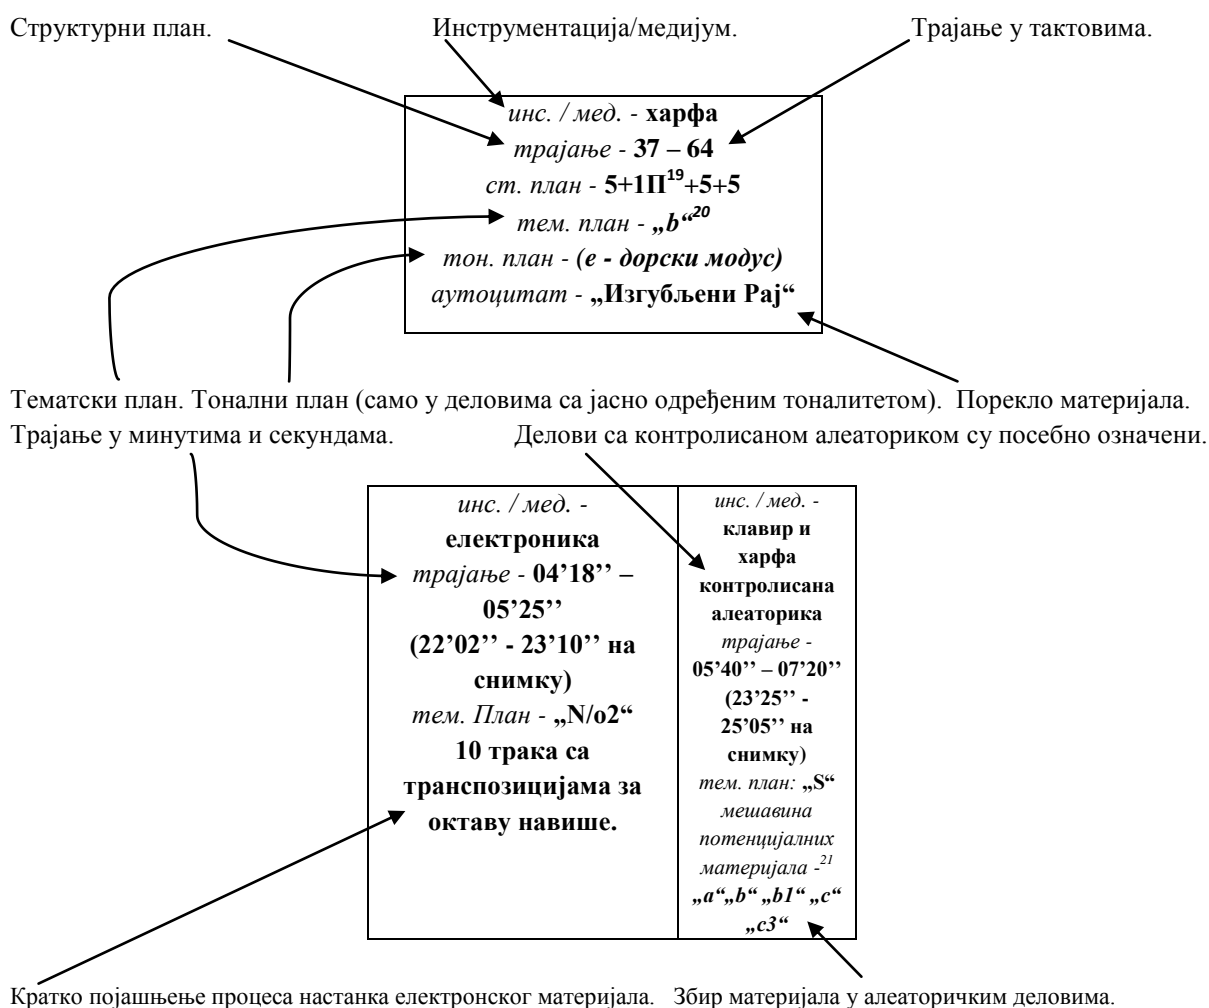 Структурни план. Инструментација/медијум. Трајање у тактовима.
инс. / мед. - харфа
трајање - 37 – 64
ст. план - 5+1П19+5+5
тем. план - „b“20
тон. план - (е - дорски модус)
аутоцитат - „Изгубљени Рај“
Тематски план. Тонални план (само у деловима са јасно одређеним тоналитетом). Порекло материјала.
Трајање у минутима и секундама. Делови са контролисаном алеаториком су посебно означени.
инс. / мед. -
електроника
трајање - 04’18’’ –
05’25’’
(22’02’’ - 23’10’’ на
снимку)
тем. План - „N/o2“
10 трака са
транспозицијама за
октаву навише.
инс. / мед. -
клавир и
харфа
контролисана
алеаторика
трајање -
05’40’’ – 07’20’’
(23’25’’ -
25’05’’ на
снимку)
тем. план: „S“
мешавина
потенцијалних
материјала -21
„a“„b“ „b1“ „c“
„c3“
Кратко појашњење процеса настанка електронског материјала. Збир материјала у алеаторичким деловима.